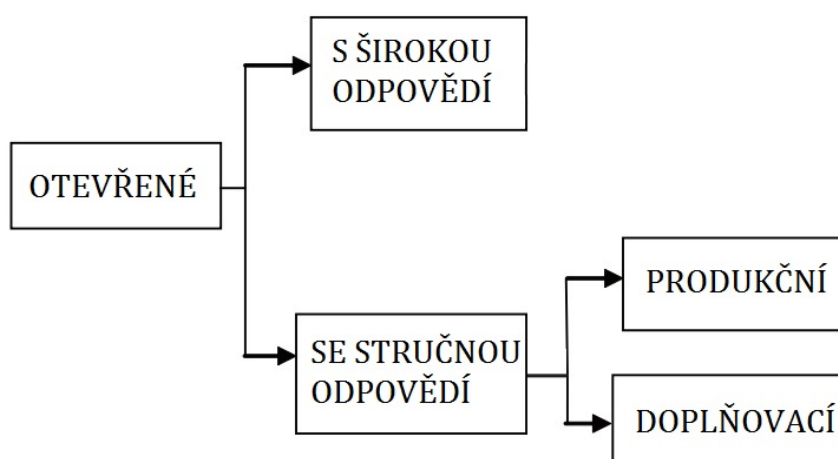 S ŠIROKOU
ODPOVĚDÍ
OTEVŘENÉ
PRODUKČNÍ
SE STRUČNOU
ODPOVĚDÍ
DOPLŇOVACÍ